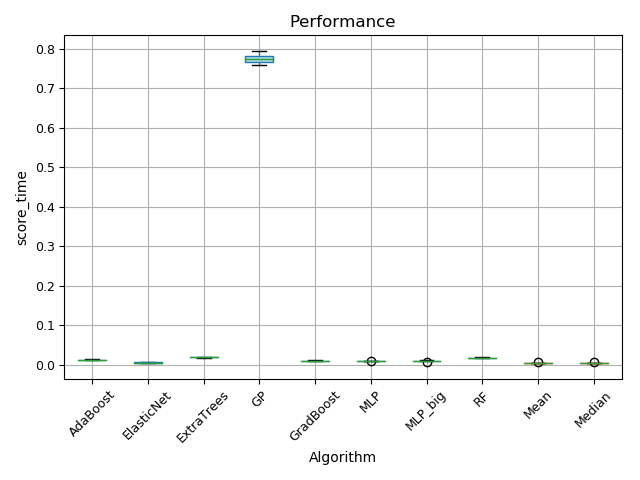 Performance
score_time
0.8
0.7
0.6
0.5
0.4
0.3
0.2
0.1
0.0
AdaBoost
ElasticNet
ExtraTrees
GP
GradBoost
MLP
MLP_big
RF
Mean
Median
Algorithm